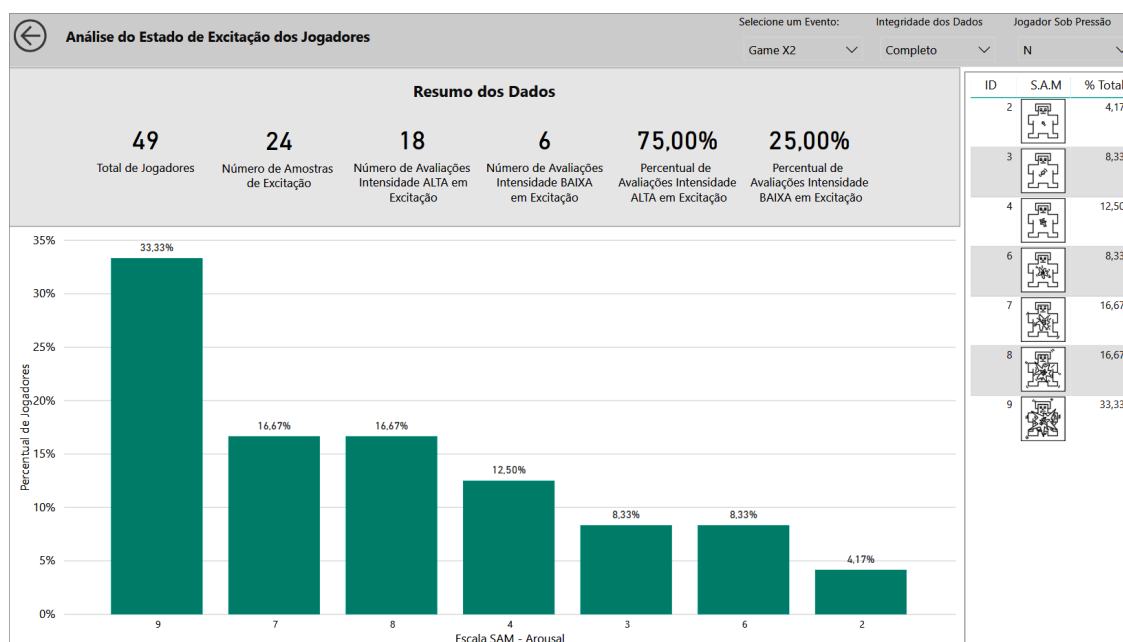 Selecione um Evento: Integridade dos Dados Jogador Sob Pressão
Análise do Estado de Excitação dos Jogadores
Game X2 Completo N
Resumo dos Dados
49
Total de Jogadores
24
Número de Amostras
de Excitação
18
Número de Avaliações
Intensidade ALTA em
Excitação
6
Número de Avaliações
Intensidade BAIXA
em Excitação
75,00%
Percentual de
Avaliações Intensidade
ALTA em Excitação
25,00%
Percentual de
Avaliações Intensidade
BAIXA em Excitação
ID S.A.M % Total
2 4,17
3 8,33
4 12,50
6 8,33
7 16,67
8 16,67
9 33,33
Percentual de Jogadores
35%
30%
25%
20%
15%
10%
5%
0%
33,33%
16,67%
16,67%
12,50%
8,33%
8,33%
4,17%
9 7 8 4 3 6 2
Escala SAM - Arousal